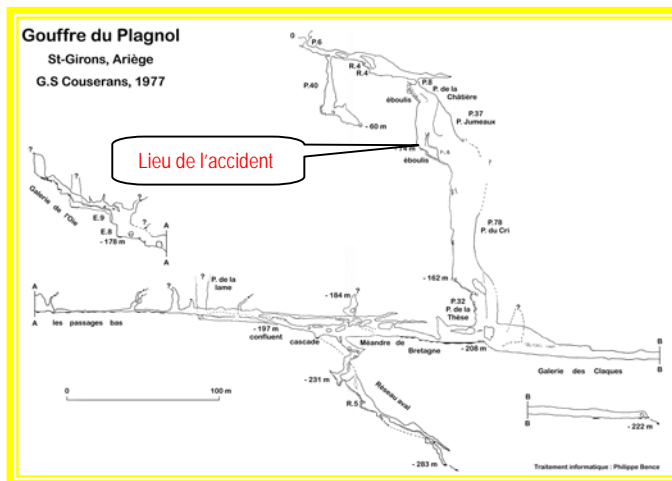 Gouffre du Plagnol
St-Girons, Ariège
G.S Couserans, 1977
0
P.6
R.4
R.4
P.40
- 60 m
éboulis
P.8
P. de la
Châtière
P.37
P. Jumeaux
Lieu de l'accident
- 74 m
éboulis
?
?
?
?
?
Galerie de l'Oie
E.9
E.8
- 178 m
A
A
P.78
P. du Cri
- 162 m
P.32
P. de la
Thèse
- 208 m
A
A
les passages bas
?
?
P. de la
lame
?
- 184 m
?
- 197 m
confluent
cascade
Méandre de
Bretagne
?
Galerie des Claques
B
B
- 231 m
R.5
Réseau aval
- 283 m
0
100 m
B
B
- 222 m
Traitement informatique : Philippe Bence